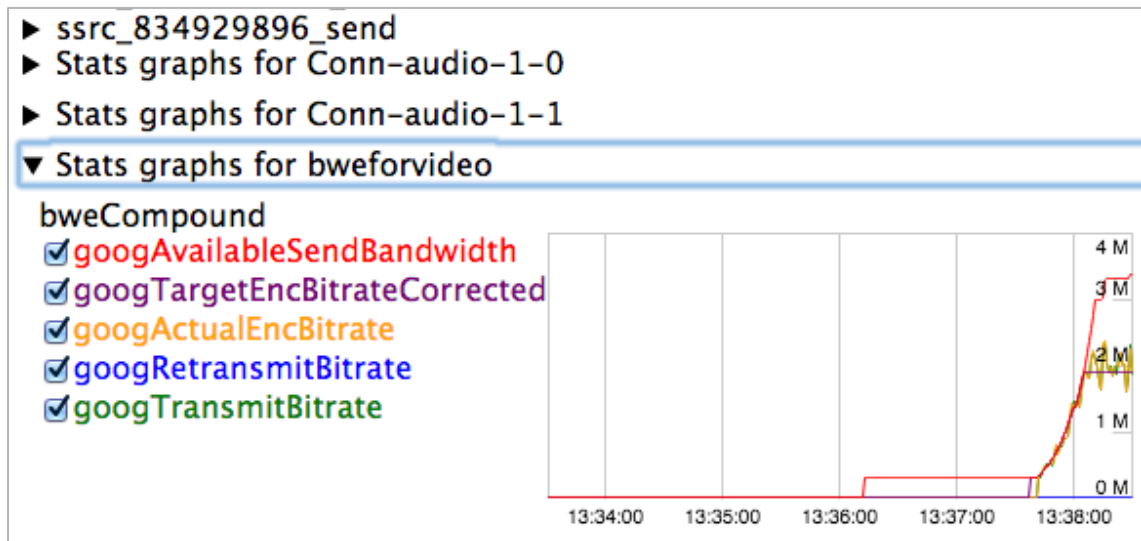 ssrc_834929896_send
Stats graphs for Conn-audio-1-0
Stats graphs for Conn-audio-1-1
Stats graphs for bweforvideo
bweCompound
googAvailableSendBandwidth
googTargetEncBitrateCorrected
googActualEncBitrate
googRetransmitBitrate
googTransmitBitrate
4 M
3 M
2 M
1 M
0 M
13:34:00 13:35:00 13:36:00 13:37:00 13:38:00